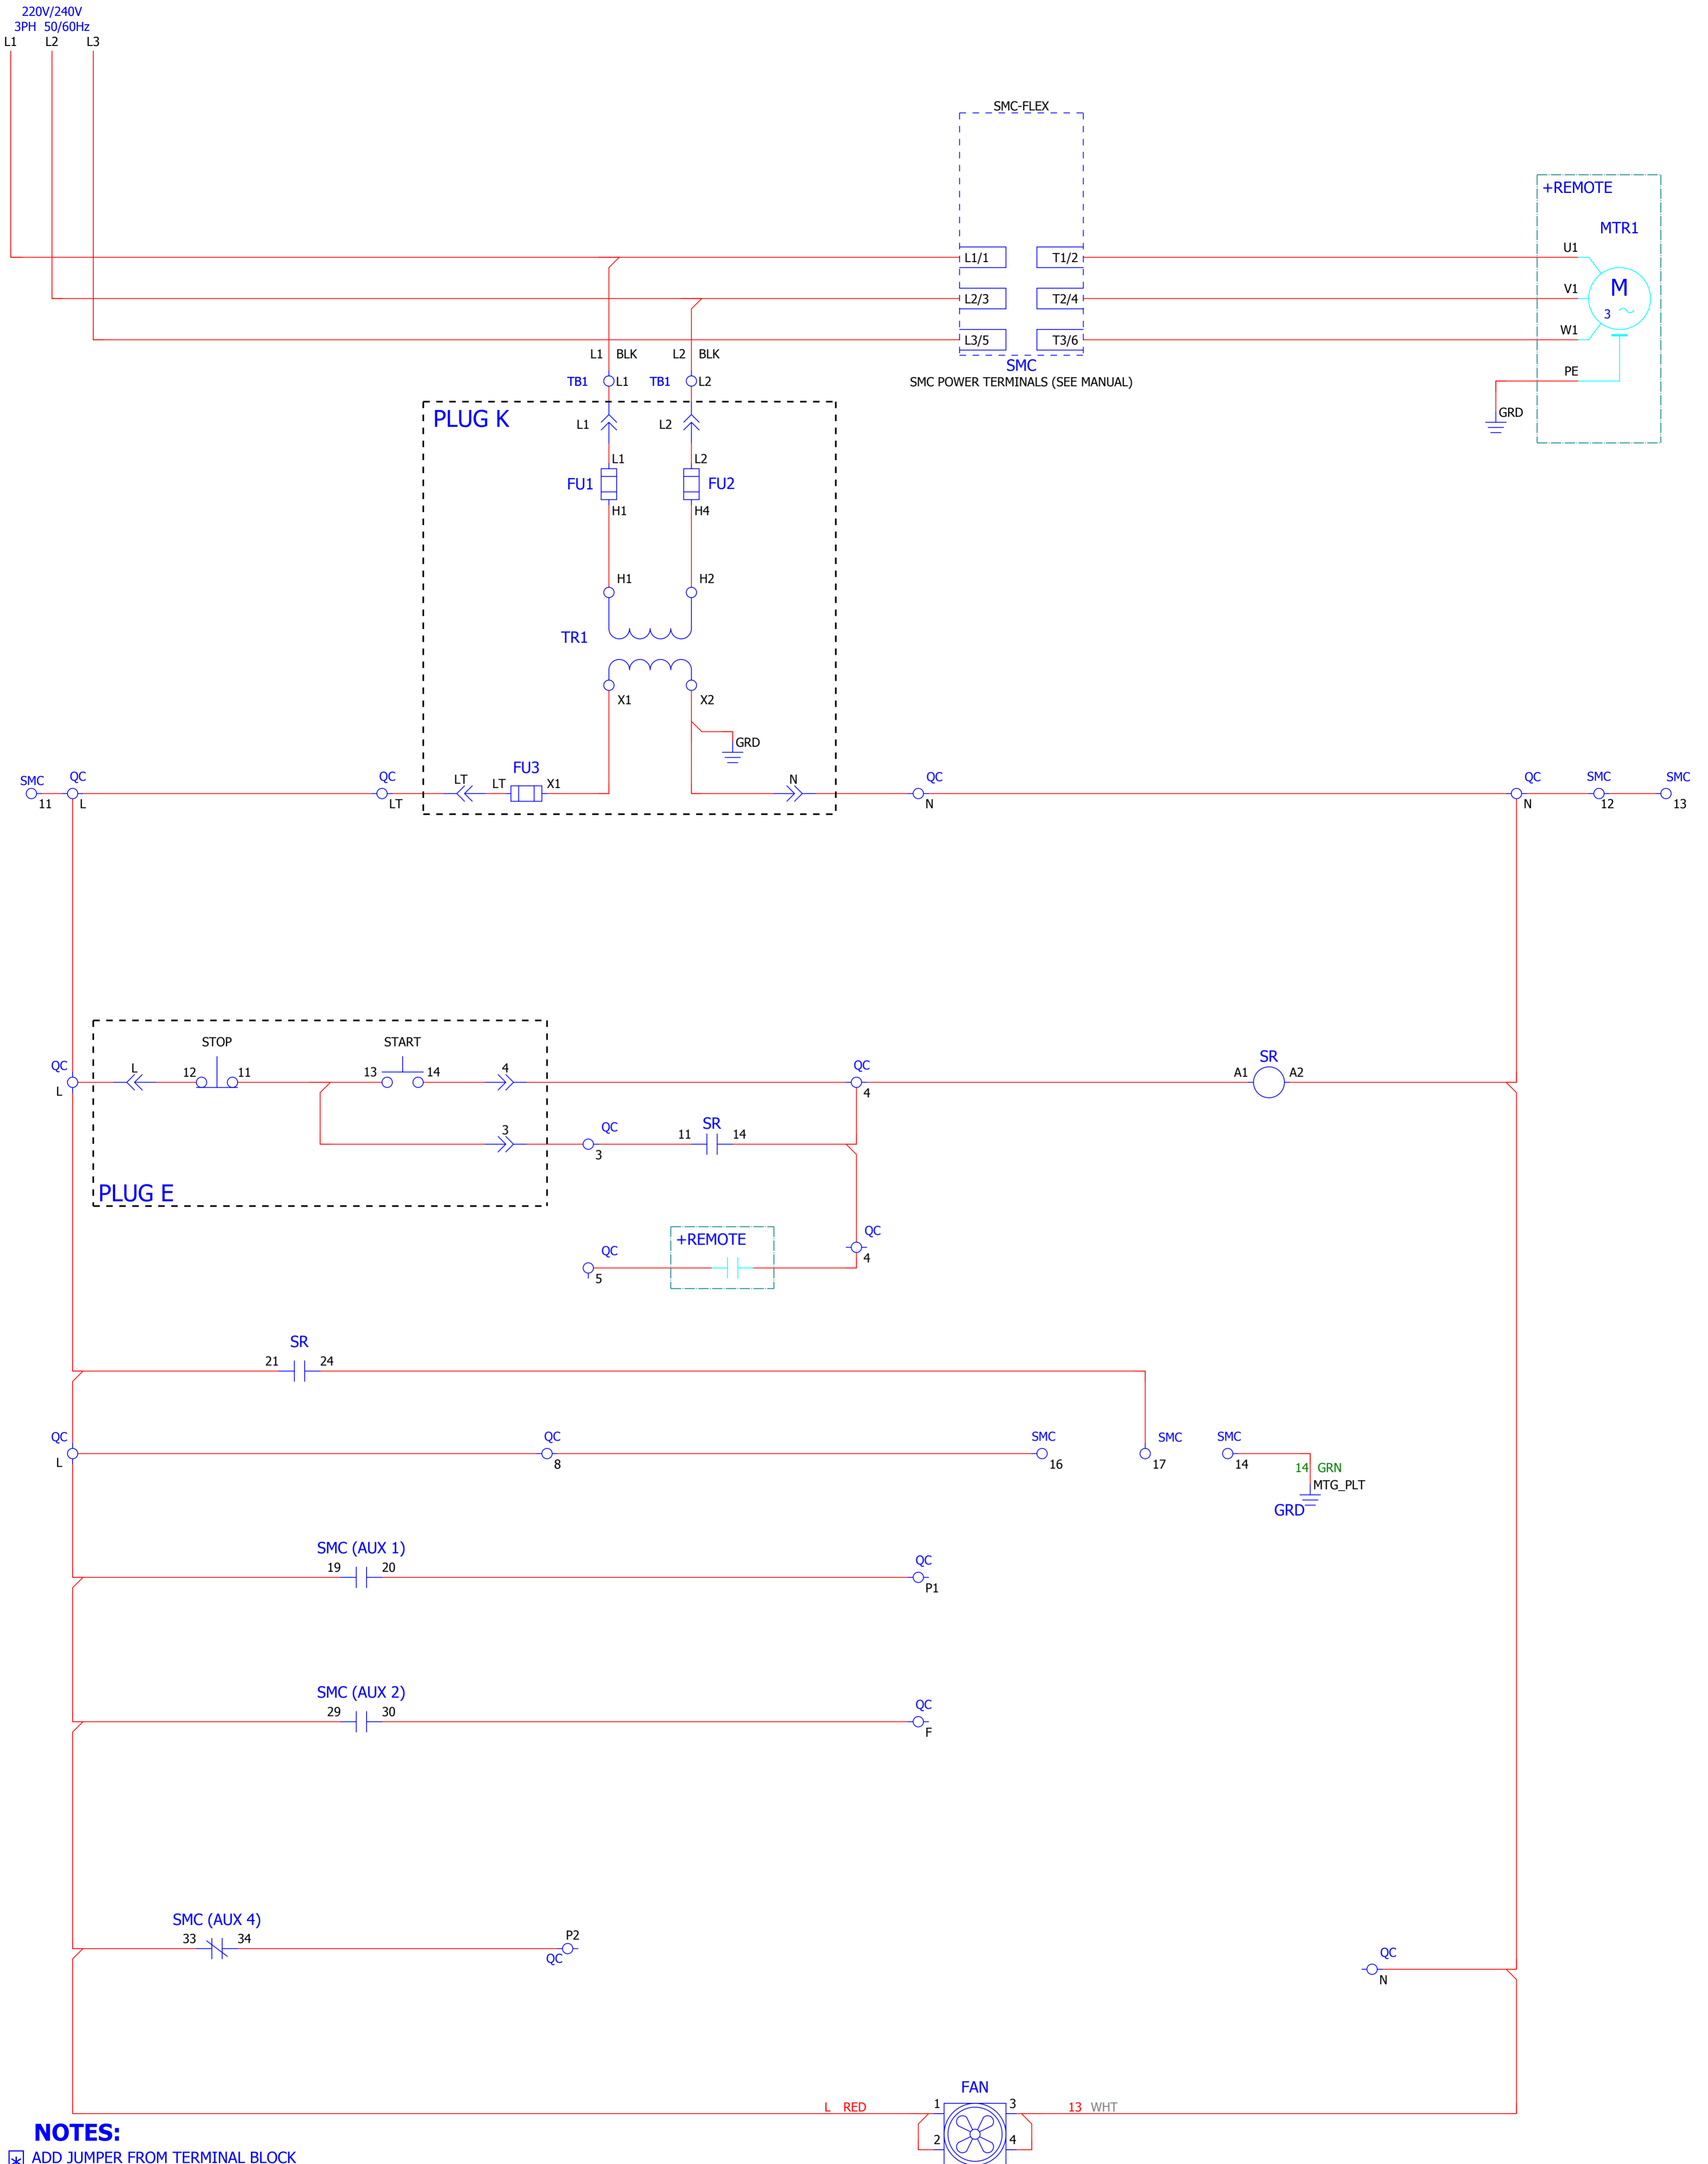 220V/240V
3PH 50/60Hz
L1 L2 L3
SMC-FLEX
+REMOTE
MTR1
U1
L1/1 T1/2
M
3
V1
L2/3 T2/4
W1
L3/5 T3/6
L1 BLK L2 BLK
SMC
SMC POWER TERMINALS (SEE MANUAL)
PE
TB1 L1 TB1 L2
GRD
PLUG K
L1 L2
L1 L2
FU1 FU2
H1 H4
H1 H2
TR1
X1 X2
GRD
SMC QC QC LT LT FU3 X1 N QC QC SMC SMC
11 L LT N N 12 13
STOP START
QC L 12 11 13 14 4 QC SR
A1 A2
L 4
3 QC 11 SR 14
3
PLUG E
QC +REMOTE QC
5 4
SR
21 24
QC QC SMC SMC SMC
L 8 16 17 14
14 GRN
MTG_PLT
GRD
SMC (AUX 1)
19 20 QC
P1
SMC (AUX 2)
29 30 QC
F
SMC (AUX 4)
33 34 P2
QC
QC
N
FAN
L RED 1 3 13 WHT
2 4
NOTES:
* ADD JUMPER FROM TERMINAL BLOCK